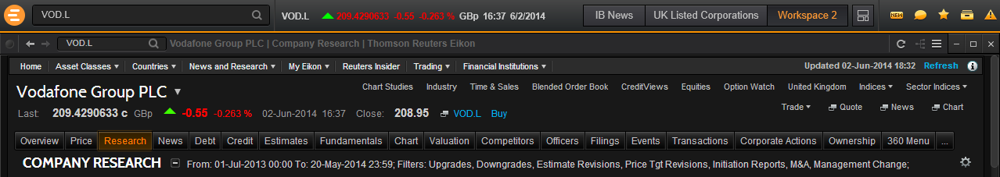 VOD.L VOD.L 209.4290633 -0.55 -0.263 % GBp 16:37 6/2/2014 IB News UK Listed Corporations Workspace 2 NEW
VOD.L Vodafone Group PLC | Company Research | Thomson Reuters Eikon
Home Asset Classes Countries News and Research My Eikon Reuters Insider Trading Financial Institutions Updated 02-Jun-2014 18:32 Refresh
Vodafone Group PLC Chart Studies Industry Time & Sales Blended Order Book CreditViews Equities Option Watch United Kingdom Indices Sector Indices
Trade Quote News Chart
Last: 209.4290633 c GBp -0.55 -0.263 % 02-Jun-2014 16:37 Close: 208.95 VOD.L Buy
Overview Price Research News Debt Credit Estimates Fundamentals Chart Valuation Competitors Officers Filings Events Transactions Corporate Actions Ownership 360 Menu ...
COMPANY RESEARCH From: 01-Jul-2013 00:00 To: 20-May-2014 23:59; Filters: Upgrades, Downgrades, Estimate Revisions, Price Tgt Revisions, Initiation Reports, M&A, Management Change;